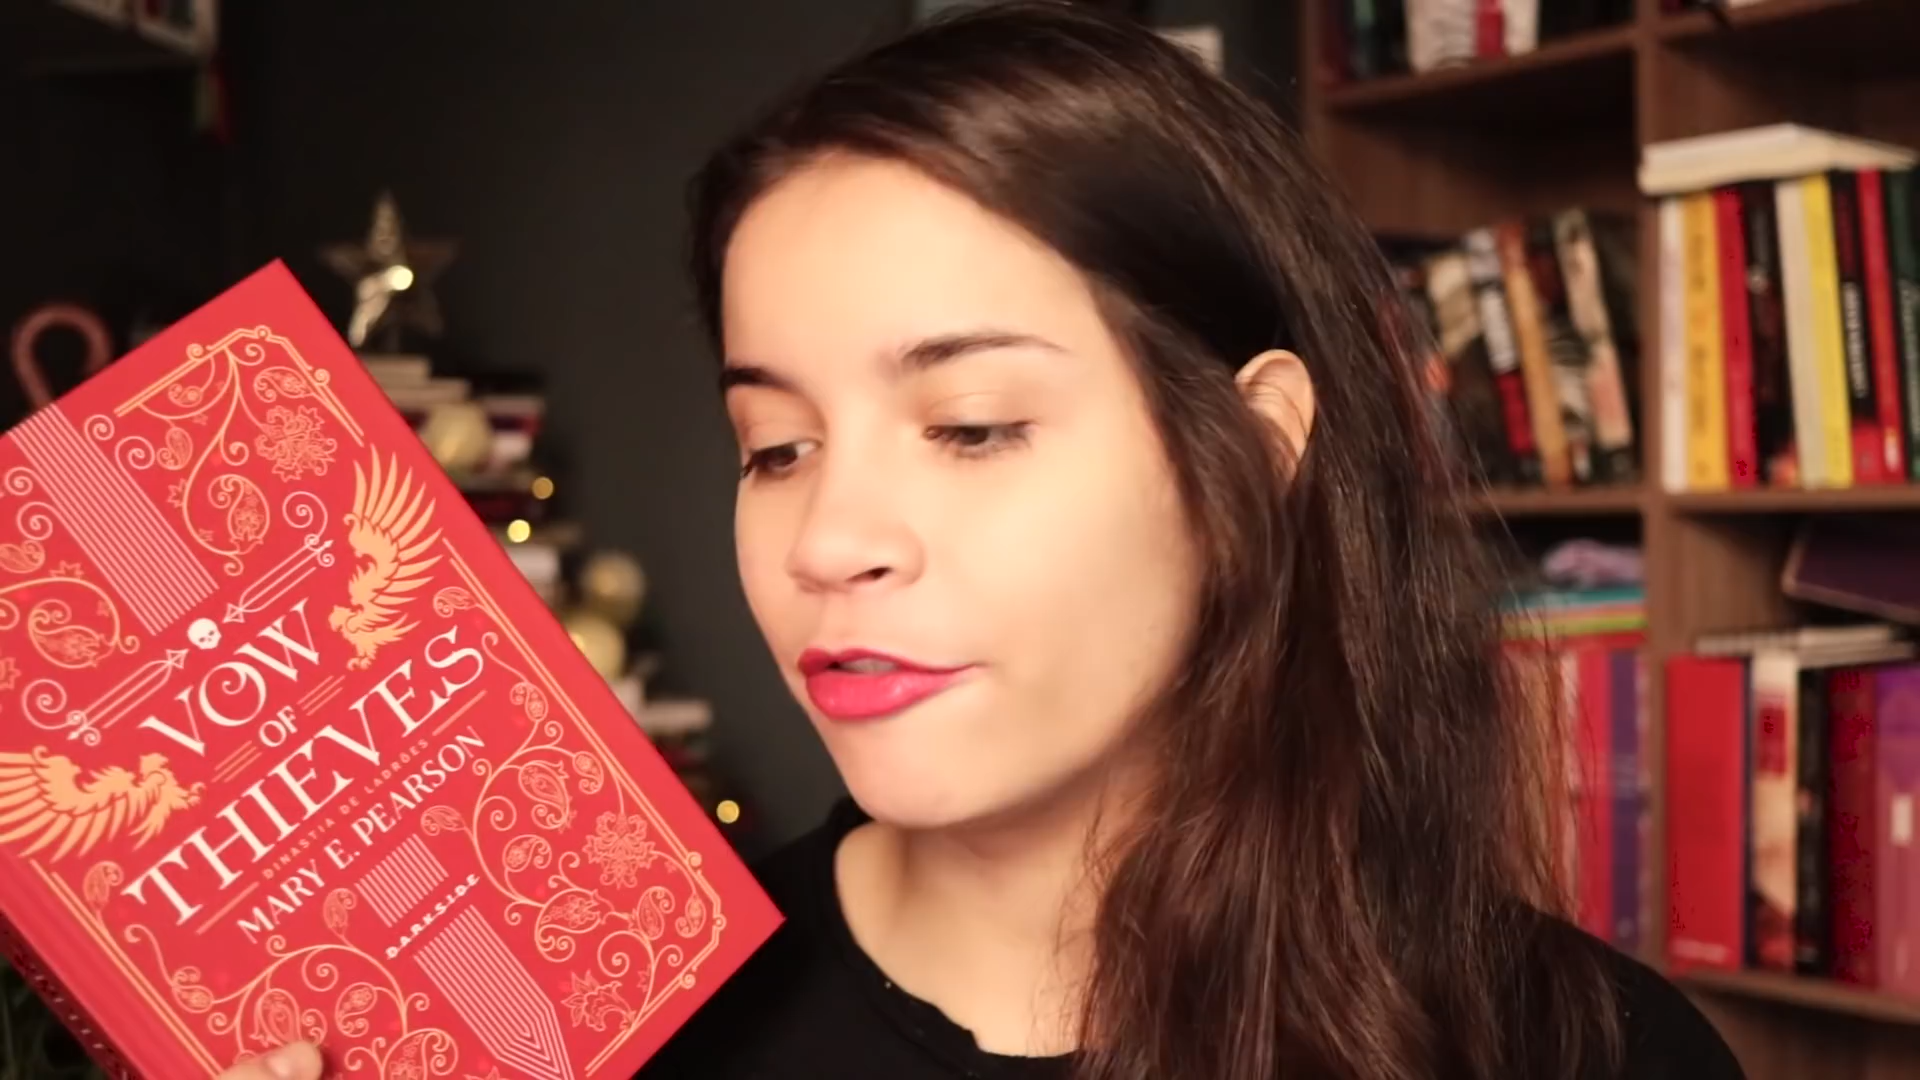 VOW
OF
THIEVES
DINASTIA DE LADRÕES
MARY E. PEARSON
DARKSIDE